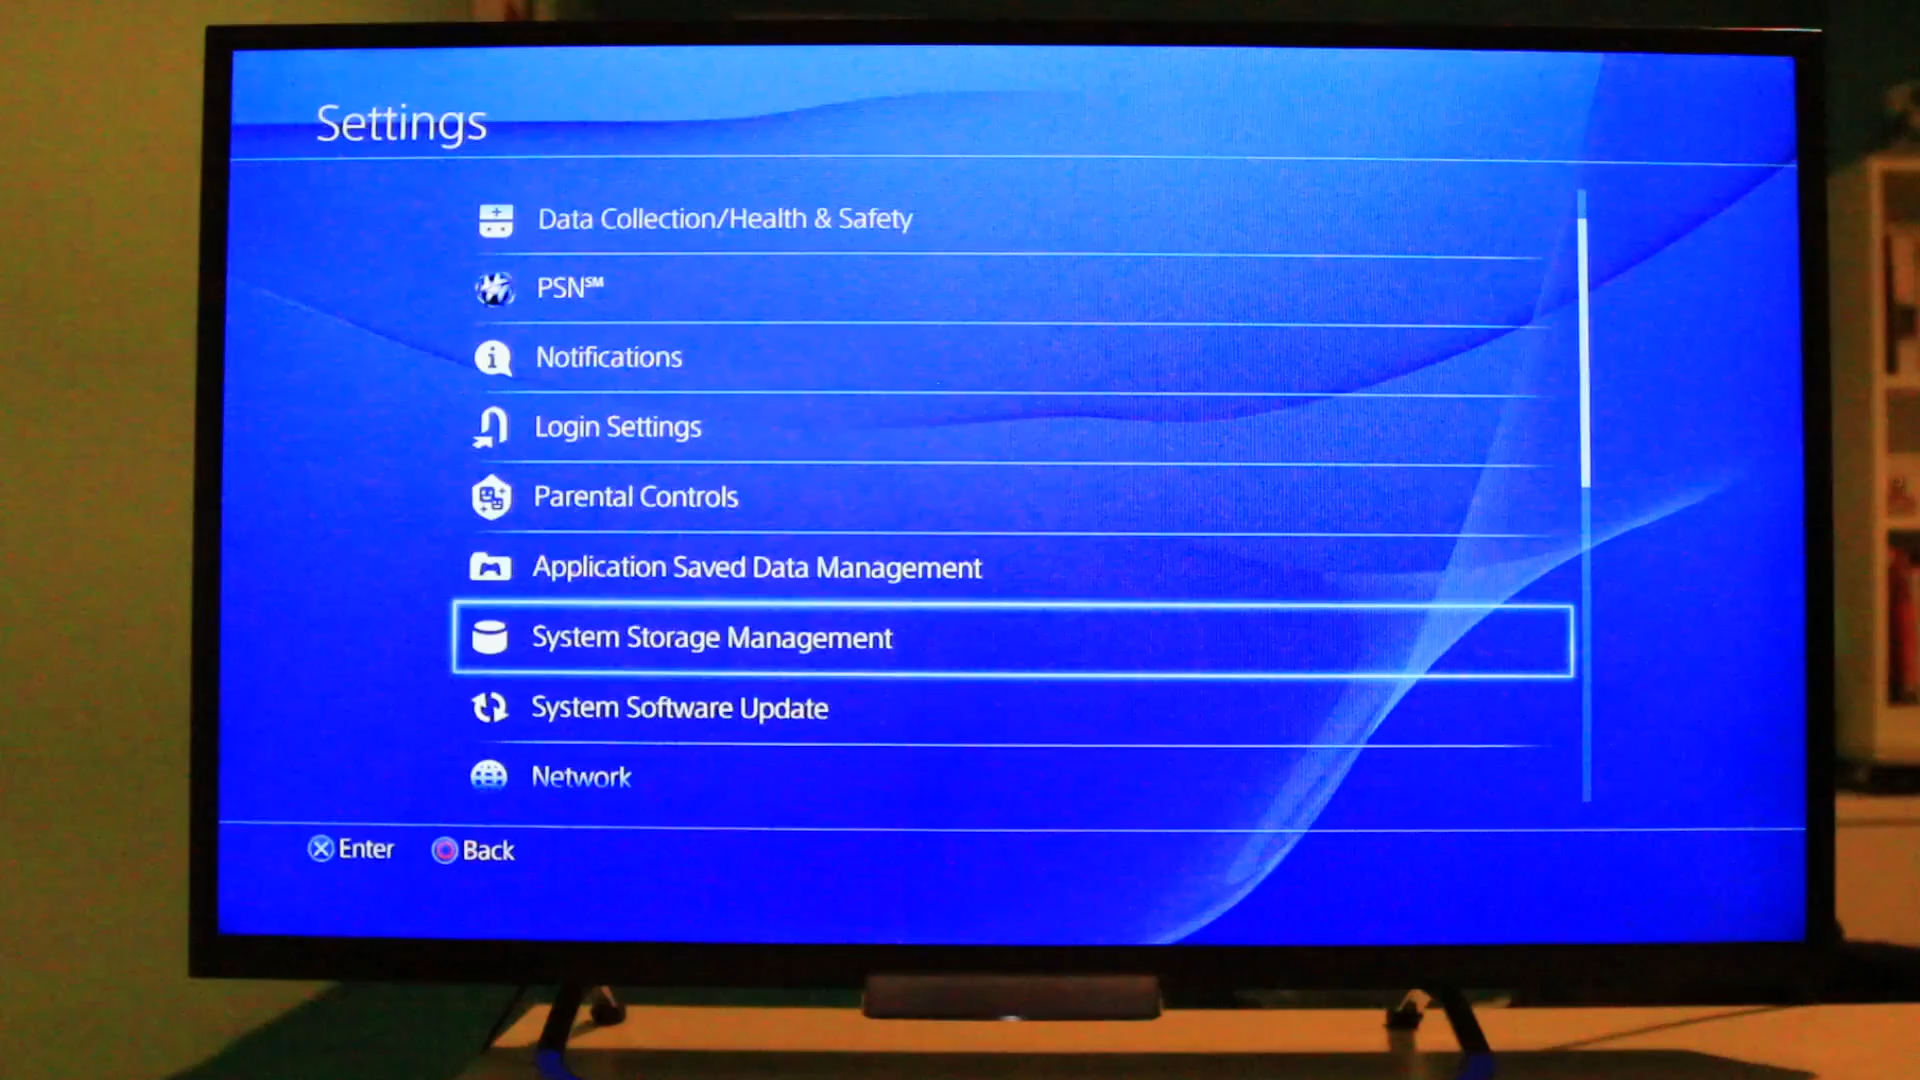 Settings
Data Collection/Health & Safety
PSN℠
Notifications
Login Settings
Parental Controls
Application Saved Data Management
System Storage Management
System Software Update
Network
Enter
Back